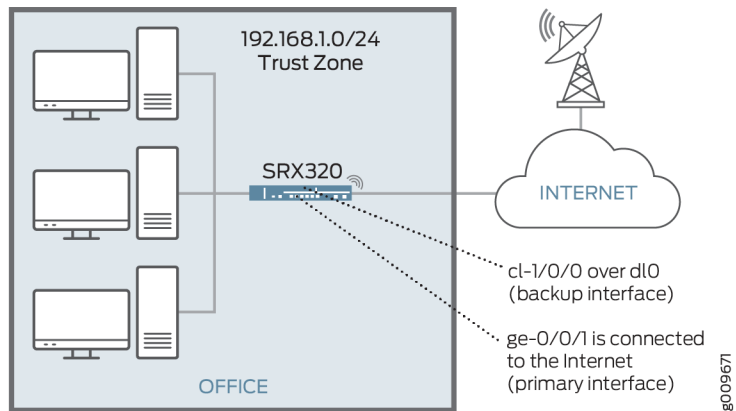 192.168.1.0/24
Trust Zone
SRX320
INTERNET
cl-1/0/0 over dl0
(backup interface)
ge-0/0/1 is connected
to the Internet
(primary interface)
OFFICE
g009671